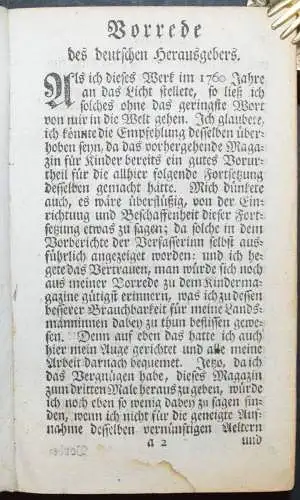 Vorrede
des deutschen Herausgebers.
Als ich dieses Werk im 1760 Jahre
an das Licht stellete, so ließ ich
solches ohne das geringste Wort
von mir in die Welt gehen. Ich glaubete,
ich könnte die Empfehlung desselben über-
hoben seyn, da das vorhergehende Maga-
zin für Kinder bereits ein gutes Vorur-
theil für die allhier folgende Fortsetzung
desselben gemacht hätte. Mich dünkete
auch, es wäre überflüßig, von der Ein-
richtung und Beschaffenheit dieser Fort-
setzung etwas zu sagen; da solche in dem
Vorberichte der Verfasserinn selbst aus-
führlich angezeiget worden: und ich he-
gete das Vertrauen, man würde sich noch
aus meiner Vorrede zu dem Kinderma-
gazine gütigst erinnern, was ich zu dessen
besserer Brauchbarkeit für meine Lands-
männinnen dabey zu thun beflissen gewe-
sen. Denn auf eben das hatte ich auch
hier mein Auge gerichtet und alle meine
Arbeit darnach bequemet. Jetzo, da ich
das Vergnügen habe, dieses Magazin
zum dritten Male heraus zu geben, würde
ich noch eben so wenig dabey zu sagen fin-
den, wenn ich nicht für die geneigte Auf-
nahme desselben vernünftigen Aeltern
a 2 und